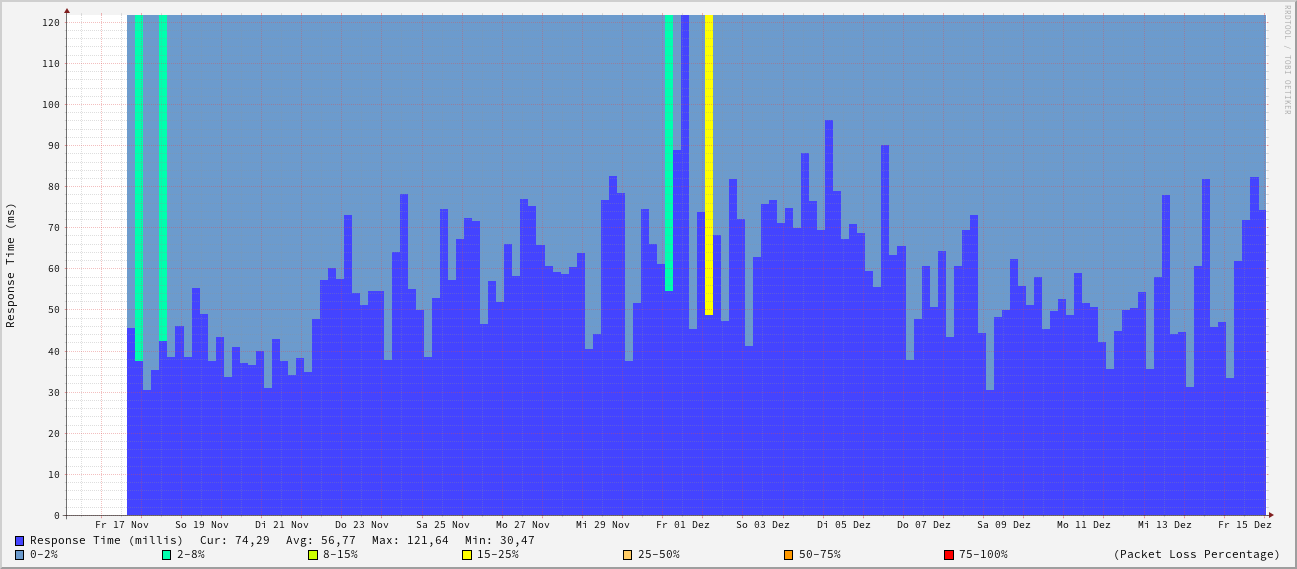 RRDTOOL / TOBI OETIKER
Response Time (ms)
120
110
100
90
80
70
60
50
40
30
20
10
0
Fr 17 Nov So 19 Nov Di 21 Nov Do 23 Nov Sa 25 Nov Mo 27 Nov Mi 29 Nov Fr 01 Dez So 03 Dez Di 05 Dez Do 07 Dez Sa 09 Dez Mo 11 Dez Mi 13 Dez Fr 15 Dez
Response Time (millis) Cur: 74,29 Avg: 56,77 Max: 121,64 Min: 30,47
0-2% 2-8% 8-15% 15-25% 25-50% 50-75% 75-100% (Packet Loss Percentage)